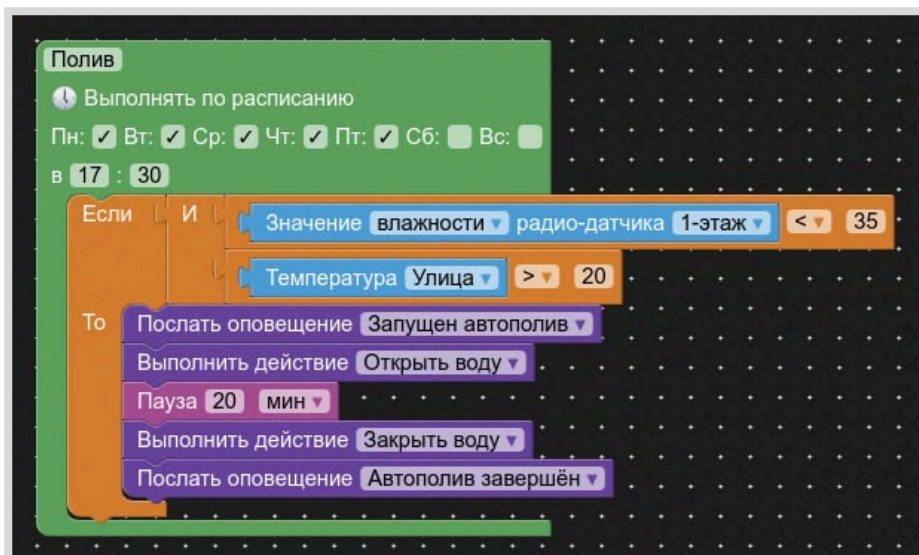 Полив
Выполнять по расписанию
Пн: Вт: Ср: Чт: Пт: Сб: Вс:
в 17 : 30
Если И Значение влажности радио-датчика 1-этаж < 35
Температура Улица > 20
То Послать оповещение Запущен автополив
Выполнить действие Открыть воду
Пауза 20 мин
Выполнить действие Закрыть воду
Послать оповещение Автополив завершён